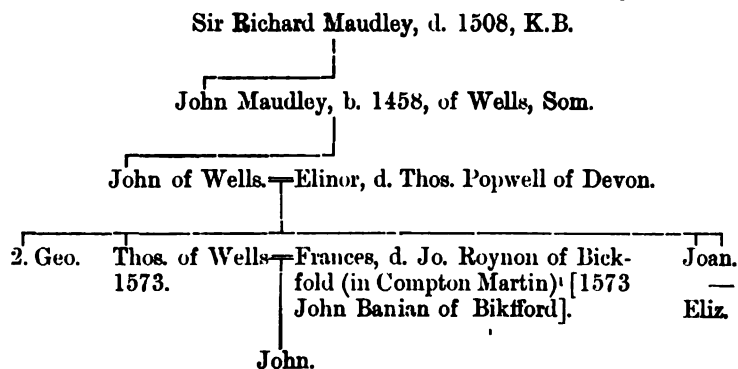 Sir Richard Maudley, d. 1508, K.B.
John Maudley, b. 1458, of Wells, Som.
John of Wells. Elinor, d. Thos. Popwell of Devon.
2. Geo. Thos. of Wells Frances, d. Jo. Roynon of Bick- Joan.
1573. fold (in Compton Martin) [1573
John Banian of Bikfford]. Eliz.
John.